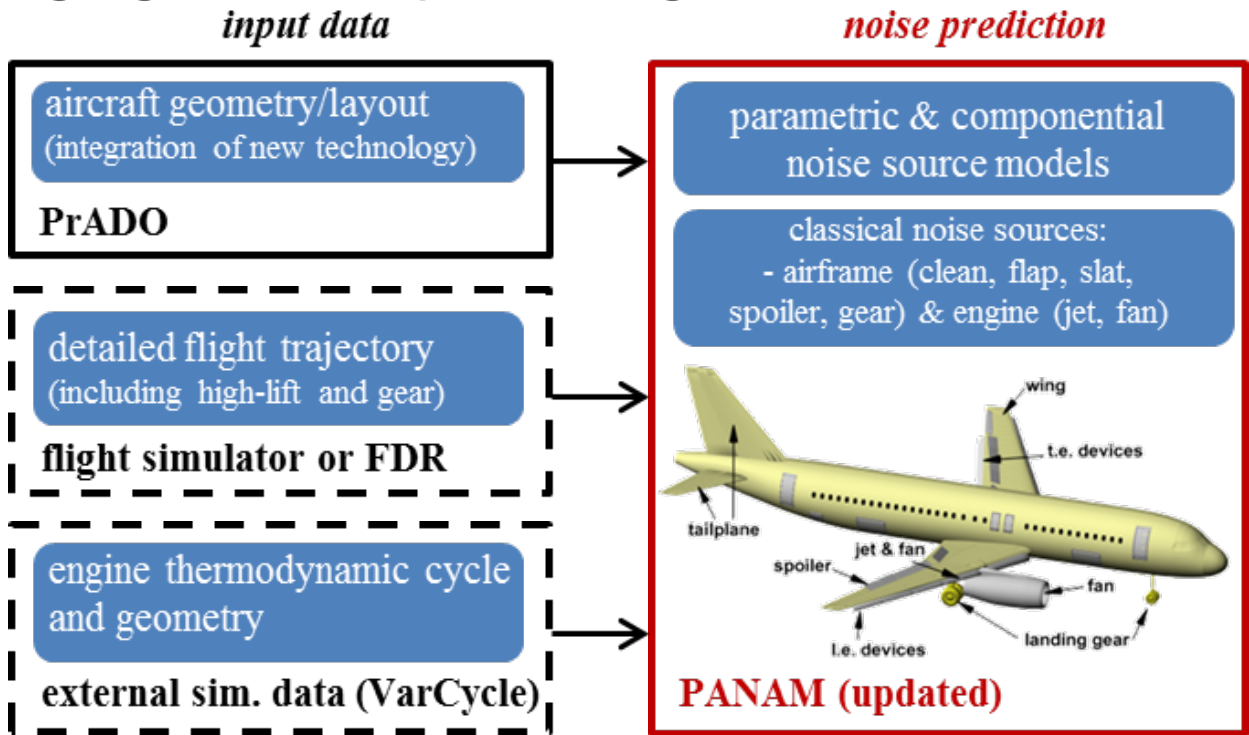 input data
noise prediction
aircraft geometry/layout
(integration of new technology)
PrADO
detailed flight trajectory
(including high-lift and gear)
flight simulator or FDR
engine thermodynamic cycle
and geometry
external sim. data (VarCycle)
parametric & componential
noise source models
classical noise sources:
- airframe (clean, flap, slat,
spoiler, gear) & engine (jet, fan)
wing
t.e. devices
tailplane
jet & fan
spoiler
fan
landing gear
l.e. devices
PANAM (updated)